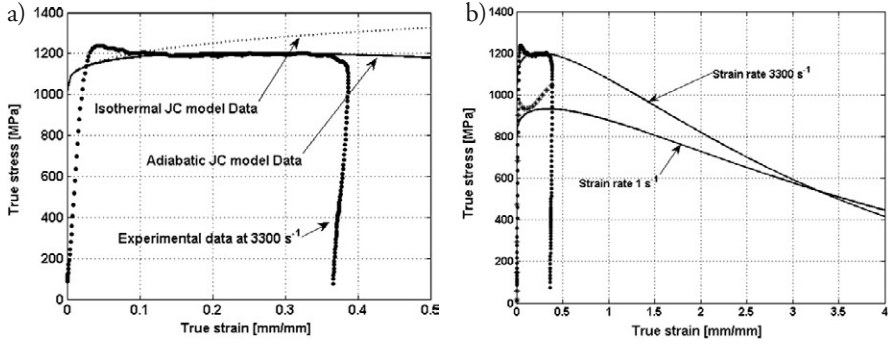 a)
1400
1200
1000
800
600
400
200
0
True stress [MPa]
Isothermal JC model Data
Adiabatic JC model Data
Experimental data at 3300 s-1
0 0.1 0.2 0.3 0.4 0.5
True strain [mm/mm]
b)
1400
1200
1000
800
600
400
200
0
True stress [MPa]
Strain rate 3300 s-1
Strain rate 1 s-1
0 0.5 1 1.5 2 2.5 3 3.5 4
True strain [mm/mm]